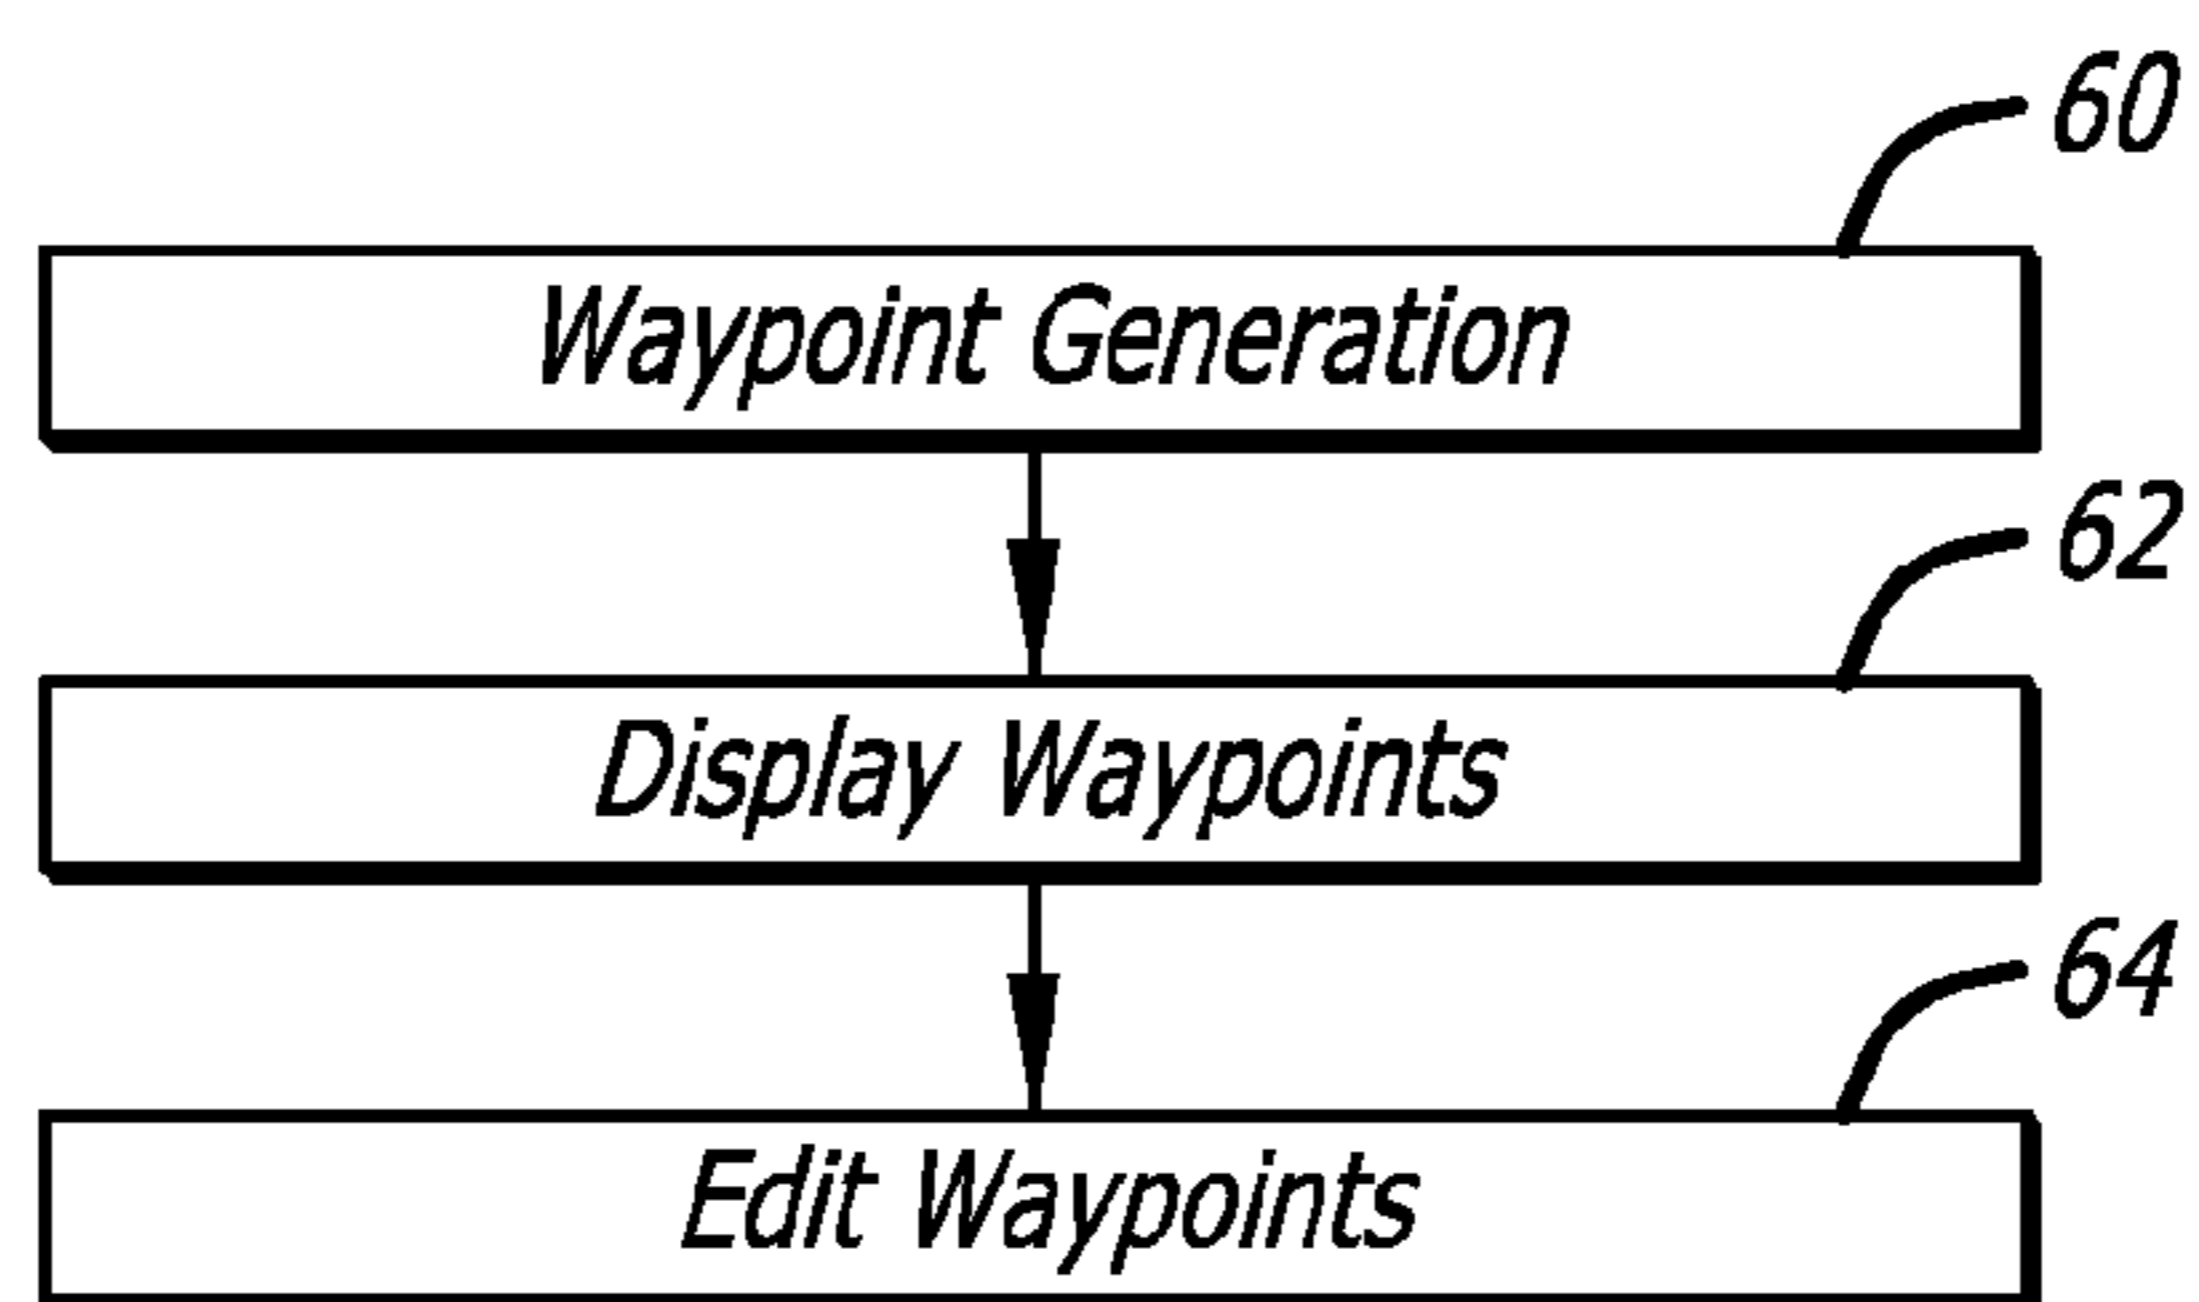 60
Waypoint Generation
62
Display Waypoints
64
Edit Waypoints